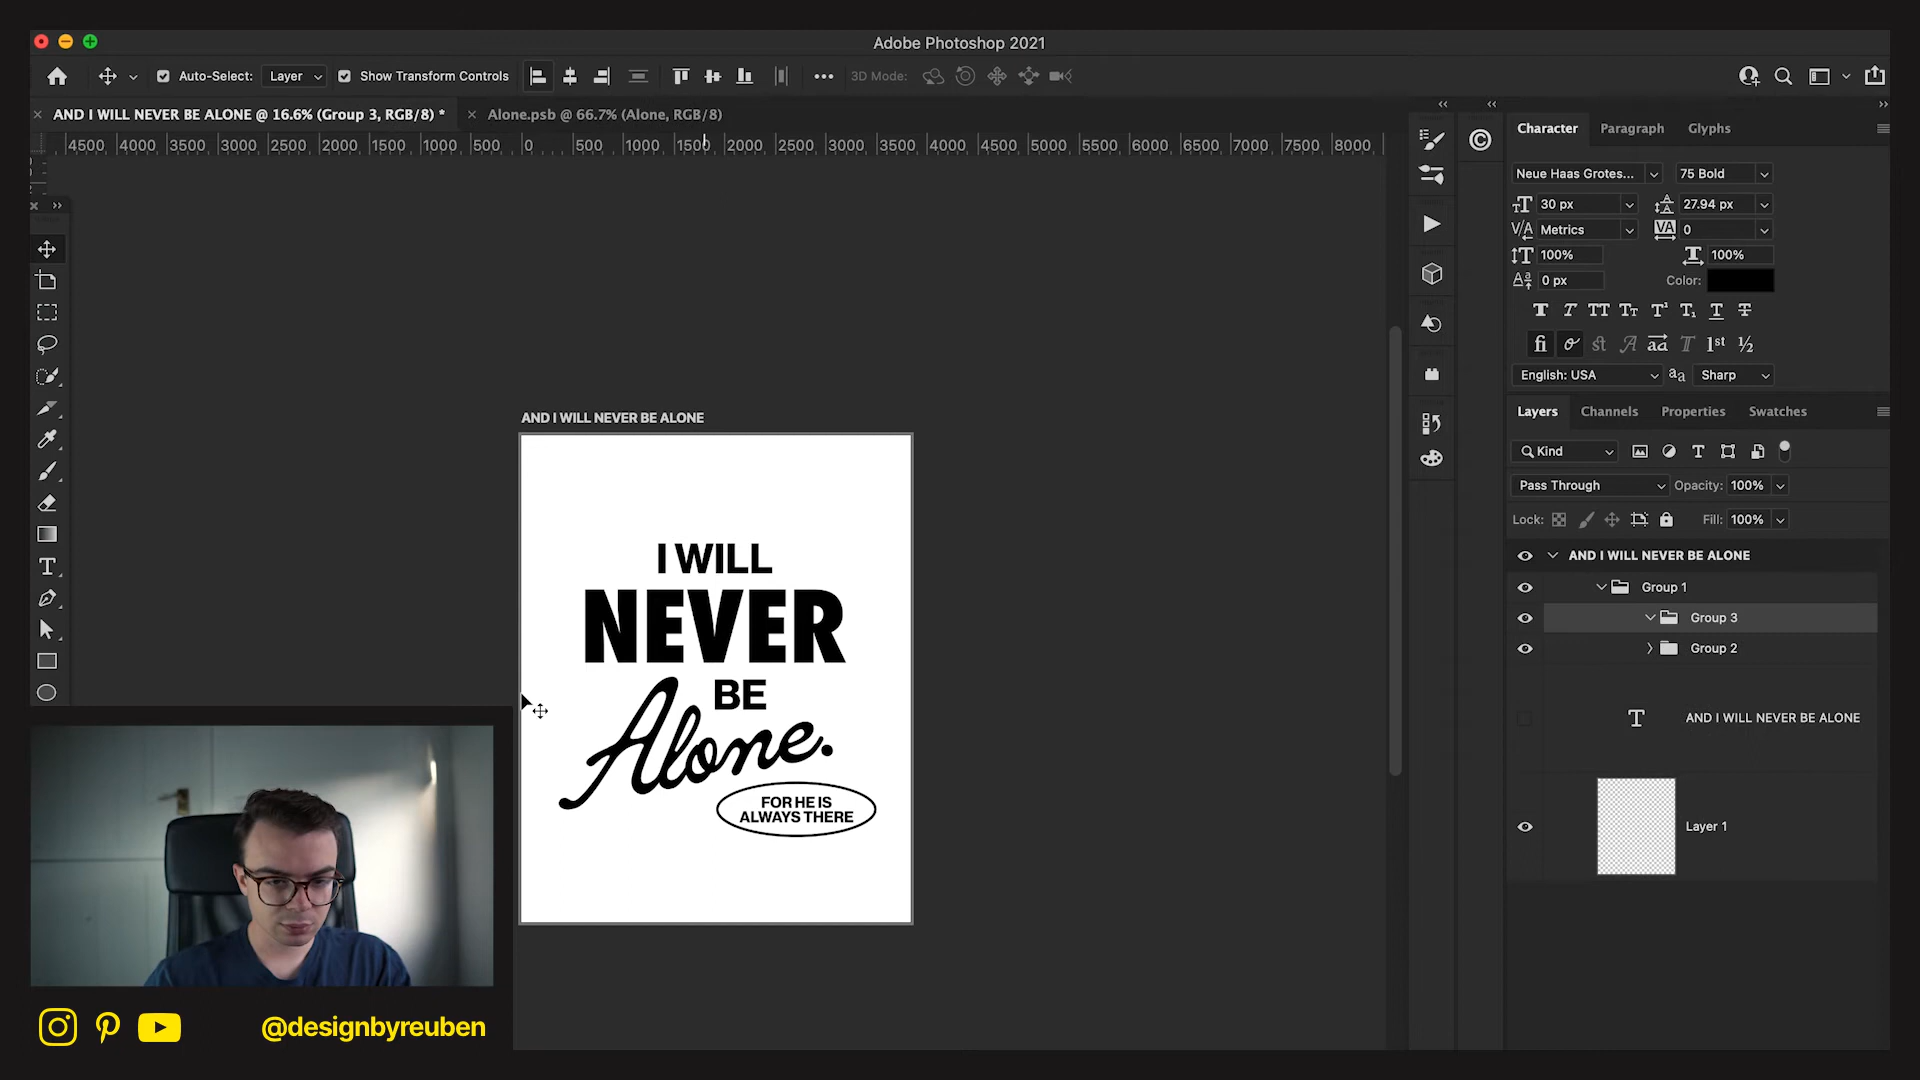 Adobe Photoshop 2021
Auto-Select: Layer Show Transform Controls 3D Mode:
AND I WILL NEVER BE ALONE @ 16.6% (Group 3, RGB/8) * Alone.psb @ 66.7% (Alone, RGB/8)
4500 4000 3500 3000 2500 2000 1500 1000 500 0 500 1000 1500 2000 2500 3000 3500 4000 4500 5000 5500 6000 6500 7000 7500 8000
Character Paragraph Glyphs
Neue Haas Grotes... 75 Bold
30 px 27.94 px
Metrics 0
100% 100%
0 px Color:
English: USA Sharp
Layers Channels Properties Swatches
Kind
Pass Through Opacity: 100%
Lock: Fill: 100%
AND I WILL NEVER BE ALONE
Group 1
Group 3
Group 2
AND I WILL NEVER BE ALONE
Layer 1
AND I WILL NEVER BE ALONE
I WILL
NEVER
BE
Alone.
FOR HE IS
ALWAYS THERE
@designbyreuben